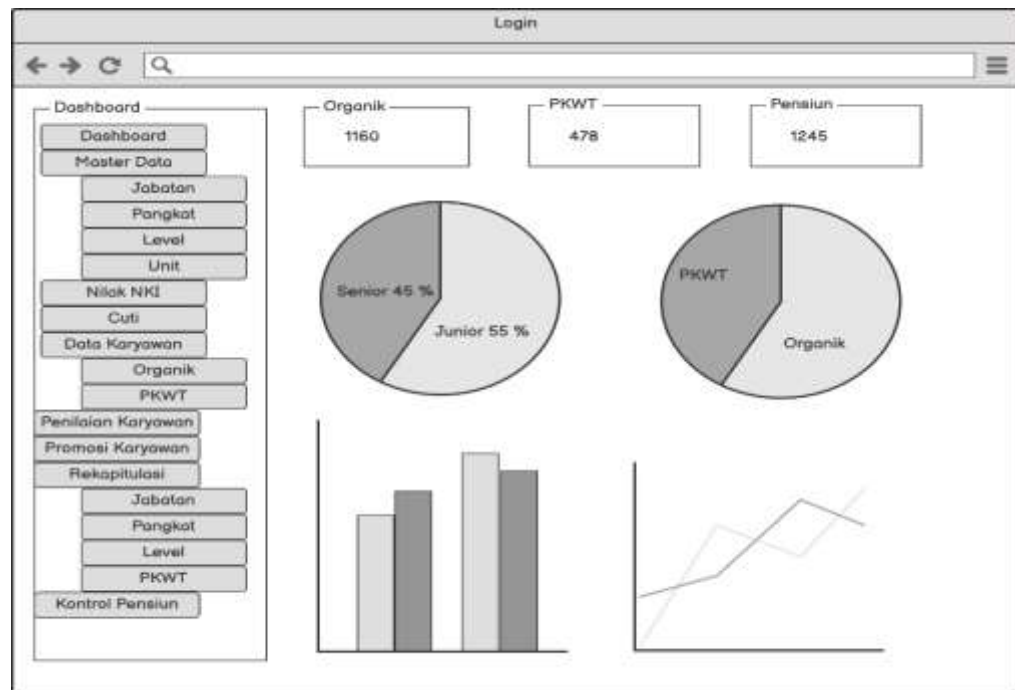 Login
Dashboard
Dashboard
Master Data
Jabatan
Pangkat
Level
Unit
Nilok NKI
Cuti
Data Karyawan
Organik
PKWT
Penilaian Karyawan
Promosi Karyawan
Rekapitulasi
Jabatan
Pangkat
Level
PKWT
Kontrol Pensiun
Organik
1160
PKWT
478
Pensiun
1245
Senior 45 %
Junior 55 %
PKWT
Organik